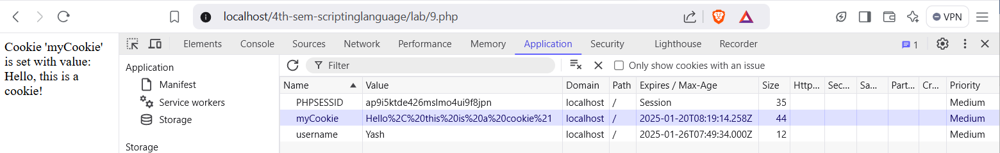 localhost/4th-sem-scriptinglanguage/lab/9.php
VPN
Cookie 'myCookie'
is set with value:
Hello, this is a
cookie!
Elements Console Sources Network Performance Memory Application Security Lighthouse Recorder 1
Application
Manifest
Service workers
Storage
Storage
Filter Only show cookies with an issue
Name Value Domain Path Expires / Max-Age Size Http... Sec... Sa... Part... Cr... Priority
PHPSESSID ap9i5ktde426mslmo4ui9f8jpn localhost / Session 35 Medium
myCookie Hello%2C%20this%20is%20a%20cookie%21 localhost / 2025-01-20T08:19:14.258Z 44 Medium
username Yash localhost / 2025-01-26T07:49:34.000Z 12 Medium